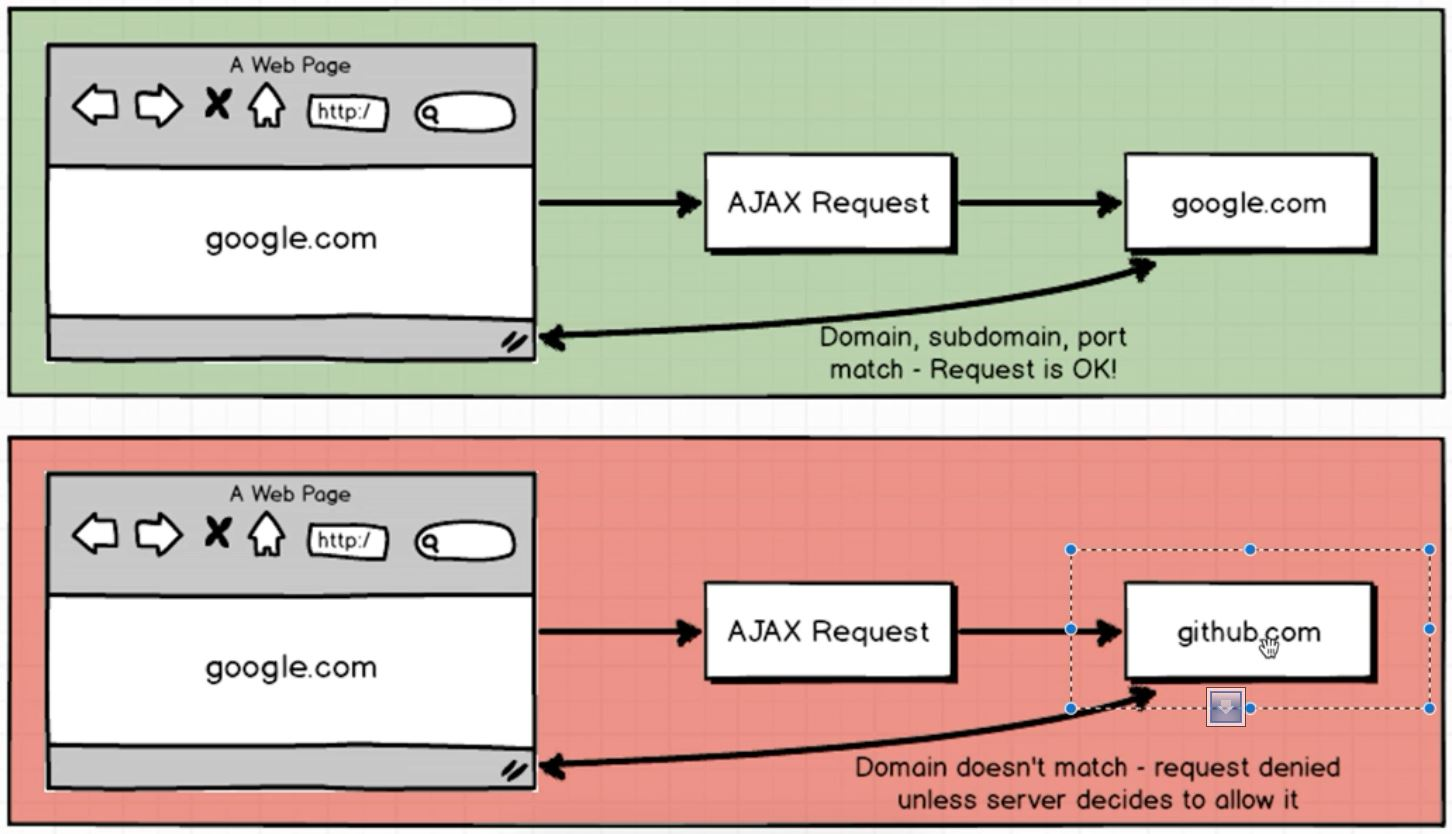 A Web Page
http:/
google.com
AJAX Request
google.com
Domain, subdomain, port
match - Request is OK!
A Web Page
http:/
google.com
AJAX Request
github.com
Domain doesn't match - request denied
unless server decides to allow it